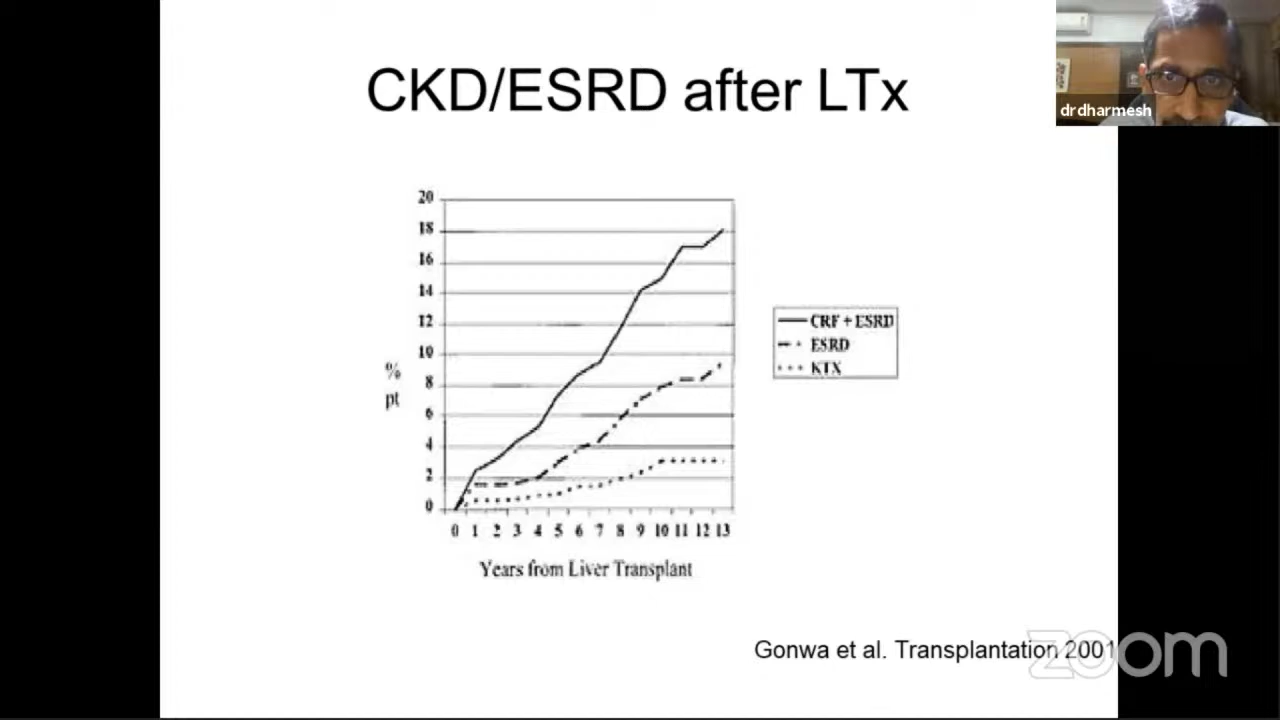 CKD/ESRD after LTx
drdharmesh
20
18
16
14
12
10
8
6
4
2
0
%
pt
0 1 2 3 4 5 6 7 8 9 10 11 12 13
Years from Liver Transplant
CRF + ESRD
ESRD
KTX
Gonwa et al. Transplantation 2001
zoom